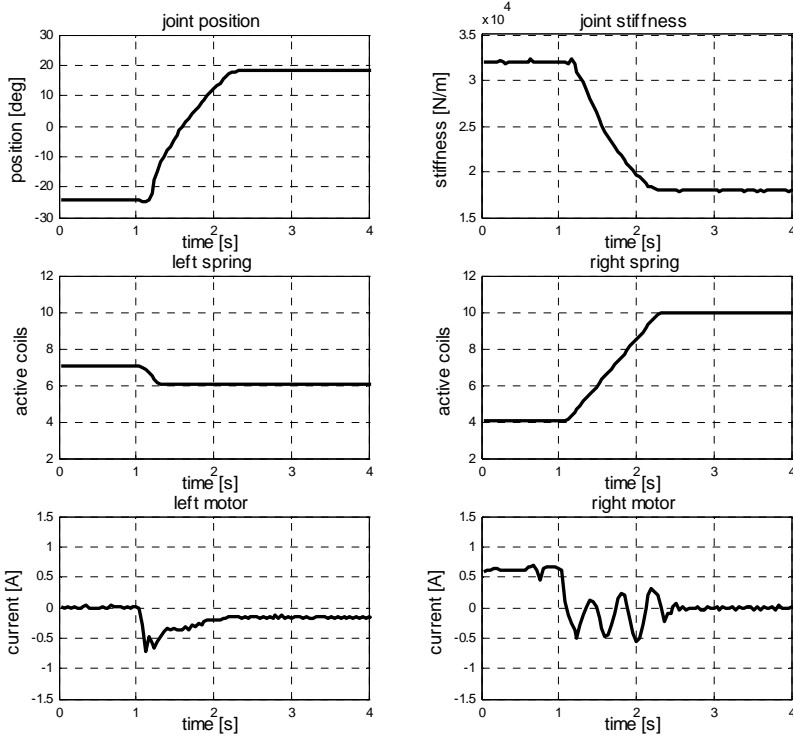 joint position
position [deg]
30
20
10
0
-10
-20
-30
0 1 2 3 4
time [s]
x 10^4
joint stiffness
stiffness [N/m]
3.5
3
2.5
2
1.5
0 1 2 3 4
time [s]
left spring
active coils
12
10
8
6
4
2
0 1 2 3 4
time [s]
right spring
active coils
12
10
8
6
4
2
0 1 2 3 4
time [s]
left motor
current [A]
1.5
1
0.5
0
-0.5
-1
-1.5
0 1 2 3 4
time [s]
right motor
current [A]
1.5
1
0.5
0
-0.5
-1
-1.5
0 1 2 3 4
time [s]